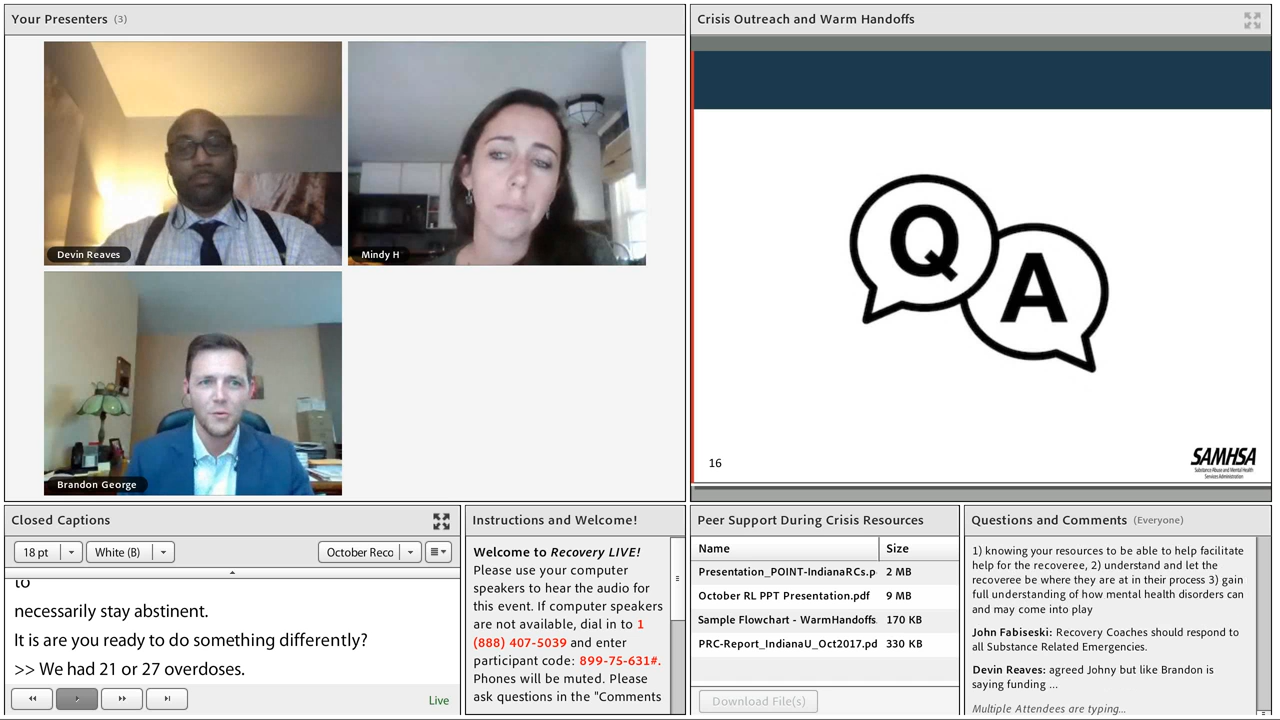 Your Presenters (3)
Devin Reaves
Mindy H
Brandon George
Crisis Outreach and Warm Handoffs
Q
A
16
SAMHSA
Substance Abuse and Mental Health
Services Administration
Closed Captions
18 pt
White (B)
October Reco
to
necessarily stay abstinent.
It is are you ready to do something differently?
>> We had 21 or 27 overdoses.
Live
Instructions and Welcome!
Welcome to Recovery LIVE!
Please use your computer
speakers to hear the audio for
this event. If computer speakers
are not available, dial in to 1
(888) 407-5039 and enter
participant code: 899-75-631#.
Phones will be muted. Please
ask questions in the "Comments
Peer Support During Crisis Resources
Name Size
Presentation_POINT-IndianaRCs.p 2 MB
October RL PPT Presentation.pdf 9 MB
Sample Flowchart - WarmHandoffs. 170 KB
PRC-Report_IndianaU_Oct2017.pd 330 KB
Download File(s)
Questions and Comments (Everyone)
1) knowing your resources to be able to help facilitate
help for the recoveree, 2) understand and let the
recoveree be where they are at in their process 3) gain
full understanding of how mental health disorders can
and may come into play
John Fabiseski: Recovery Coaches should respond to
all Substance Related Emergencies.
Devin Reaves: agreed Johny but like Brandon is
saying funding ...
Multiple Attendees are typing...